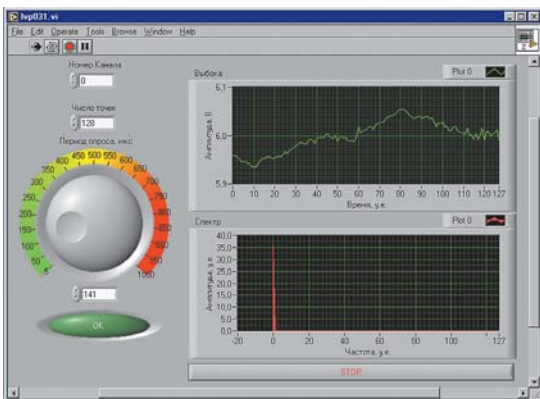 lvp031.vi
File Edit Operate Tools Browse Window Help
2
Номер Канала
0
Число точек
128
Период опроса, мкс
5 50 100 150 200 250 300 350 400 450 500 550 600 650 700 750 850 900 950 1000
141
OK
Выбока
Plot 0
Амплитуда, В
6,1
6,0
5,9
0 10 20 30 40 50 60 70 80 90 100 110 120 127
Время, у.е.
Спектр
Plot 0
Амплитуда, у.е.
40,0
35,0
30,0
25,0
20,0
15,0
10,0
5,0
0,0
-20 0 20 40 60 80 100 127
Частота, у.е.
STOP